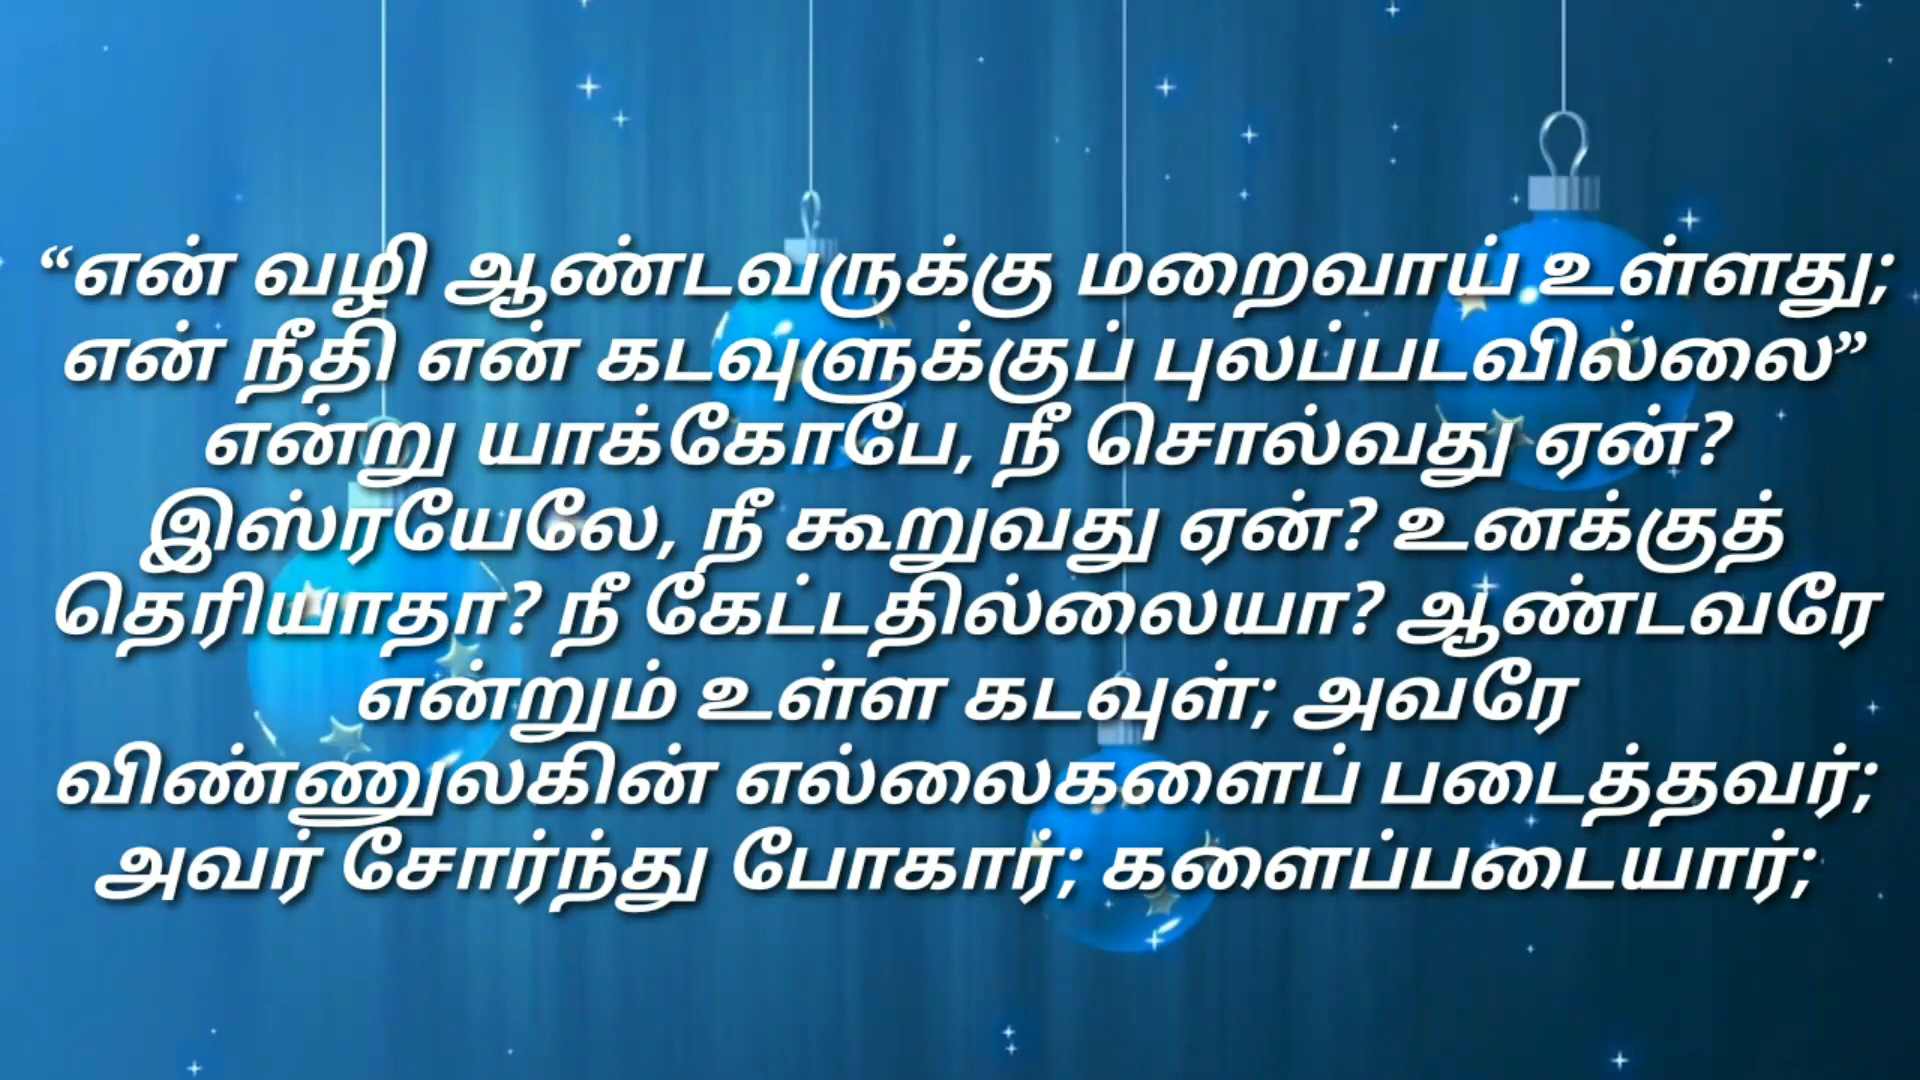 “என் வழி ஆண்டவருக்கு மறைவாய் உள்ளது;
என் நீதி என் கடவுளுக்குப் புலப்படவில்லை”
என்று யாக்கோபே, நீ சொல்வது ஏன்?
இஸ்ரயேலே, நீ கூறுவது ஏன்? உனக்குத்
தெரியாதா? நீ கேட்டதில்லையா? ஆண்டவரே
என்றும் உள்ள கடவுள்; அவரே
விண்ணுலகின் எல்லைகளைப் படைத்தவர்;
அவர் சோர்ந்து போகார்; களைப்படையார்;